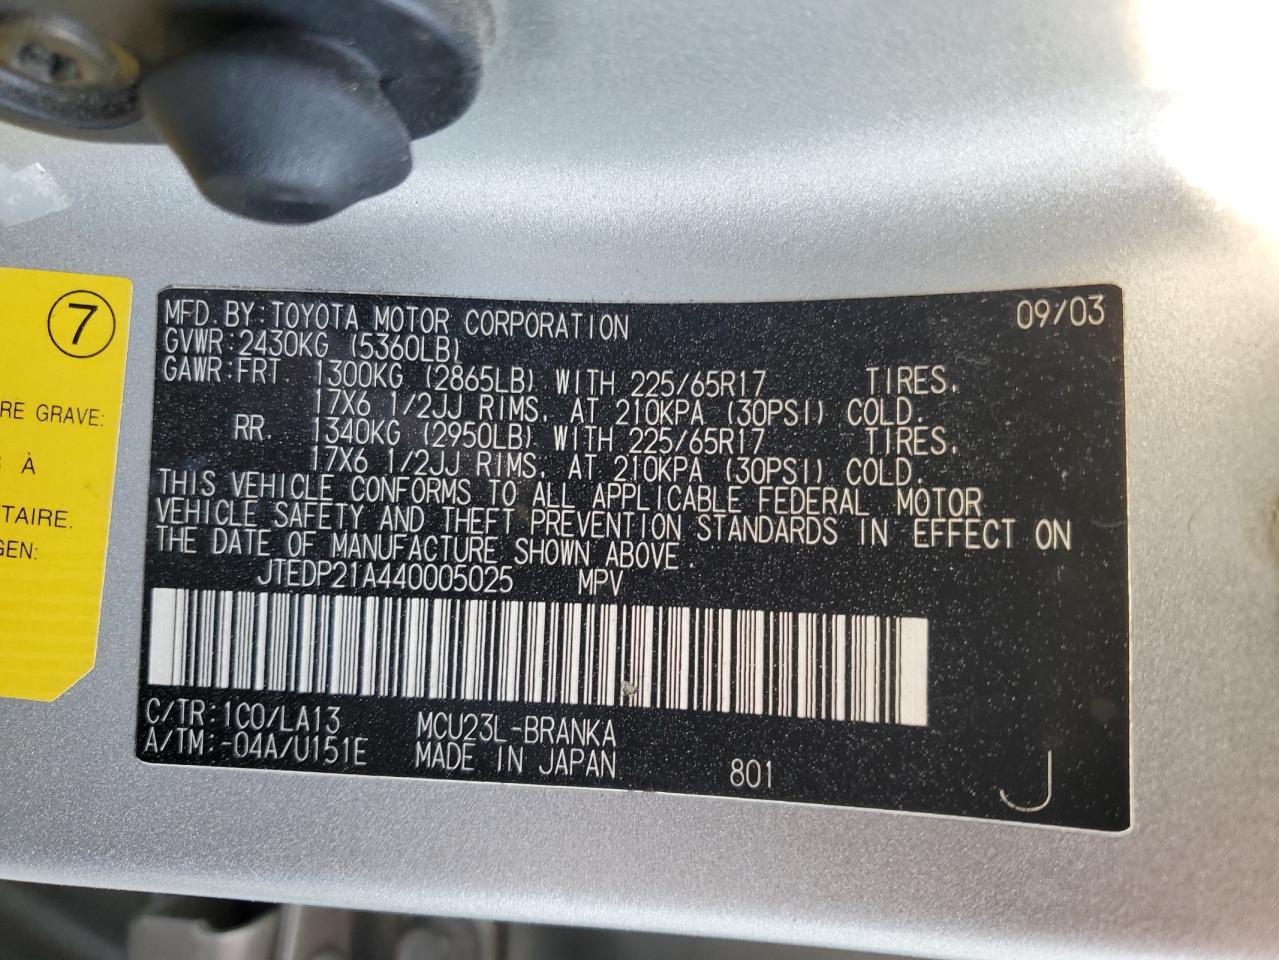 MFD. BY: TOYOTA MOTOR CORPORATION 09/03
GVWR: 2430KG (5360LB)
GAWR: FRT. 1300KG (2865LB) WITH 225/65R17 TIRES,
17X6 1/2JJ RIMS, AT 210KPA (30PSI) COLD.
RR. 1340KG (2950LB) WITH 225/65R17 TIRES,
17X6 1/2JJ RIMS, AT 210KPA (30PSI) COLD.
THIS VEHICLE CONFORMS TO ALL APPLICABLE FEDERAL MOTOR
VEHICLE SAFETY AND THEFT PREVENTION STANDARDS IN EFFECT ON
THE DATE OF MANUFACTURE SHOWN ABOVE.
JTEDP21A440005025 MPV
C/TR: 1C0/LA13 MCU23L-BRANKA
A/TM: -04A/U151E MADE IN JAPAN 801 J
7
RE GRAVE:
À
TAIRE.
GEN: